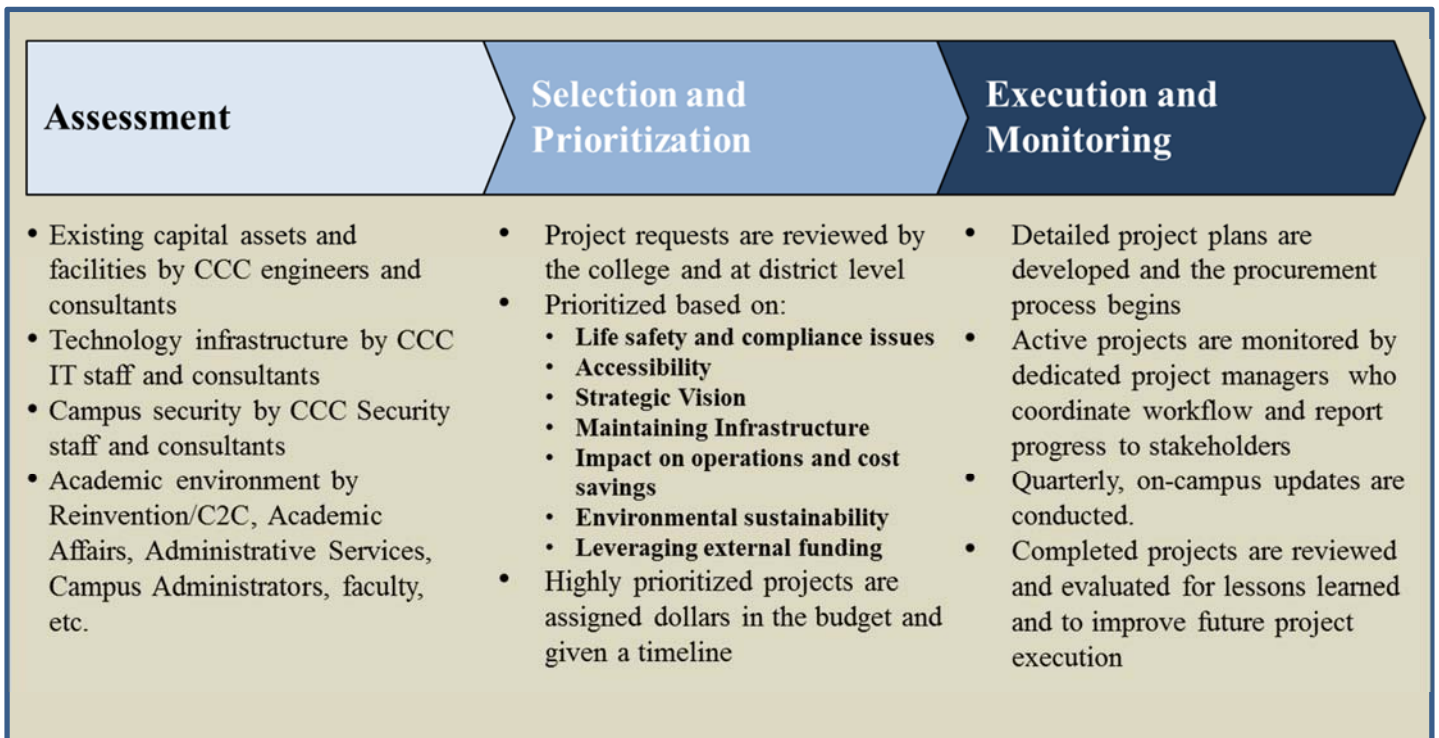 Assessment
Selection and
Prioritization
Execution and
Monitoring
• Existing capital assets and
facilities by CCC engineers and
consultants
• Technology infrastructure by CCC
IT staff and consultants
• Campus security by CCC Security
staff and consultants
• Academic environment by
Reinvention/C2C, Academic
Affairs, Administrative Services,
Campus Administrators, faculty,
etc.
• Project requests are reviewed by
the college and at district level
• Prioritized based on:
• Life safety and compliance issues
• Accessibility
• Strategic Vision
• Maintaining Infrastructure
• Impact on operations and cost
savings
• Environmental sustainability
• Leveraging external funding
• Highly prioritized projects are
assigned dollars in the budget and
given a timeline
• Detailed project plans are
developed and the procurement
process begins
• Active projects are monitored by
dedicated project managers who
coordinate workflow and report
progress to stakeholders
• Quarterly, on-campus updates are
conducted.
• Completed projects are reviewed
and evaluated for lessons learned
and to improve future project
execution